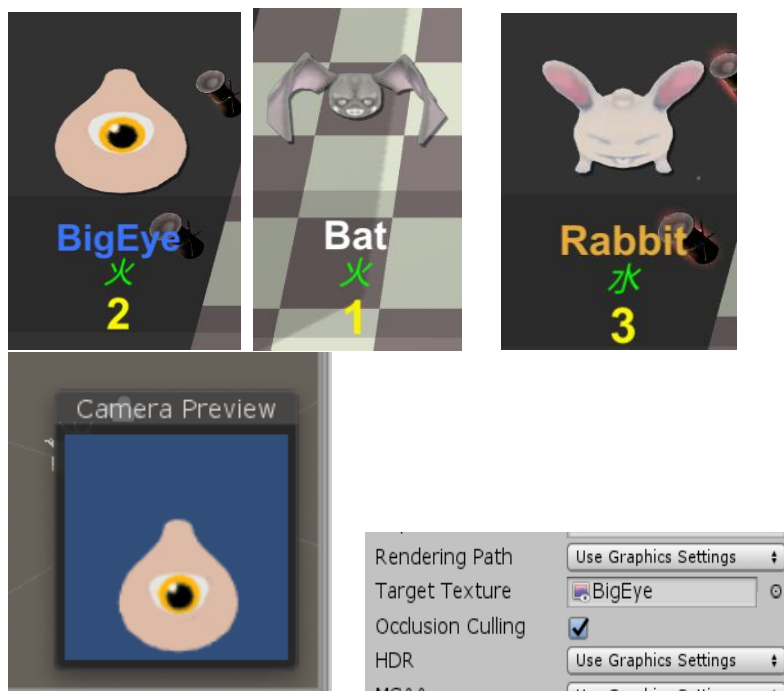 BigEye
火
2
Bat
火
1
Rabbit
水
3
Camera Preview
Rendering Path Use Graphics Settings
Target Texture BigEye
Occlusion Culling
HDR Use Graphics Settings